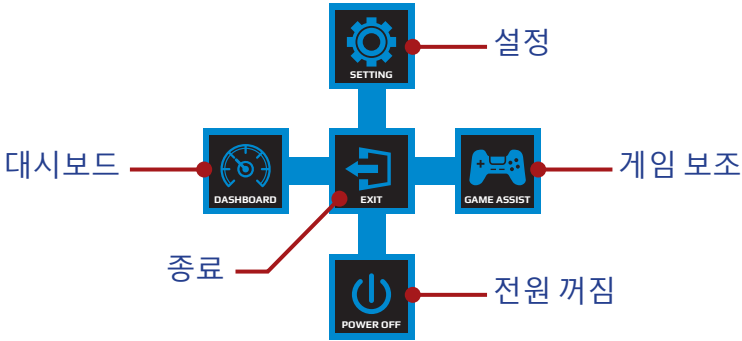 설정
SETTING
대시보드
게임 보조
DASHBOARD
EXIT
GAME ASSIST
종료
전원 꺼짐
POWER OFF